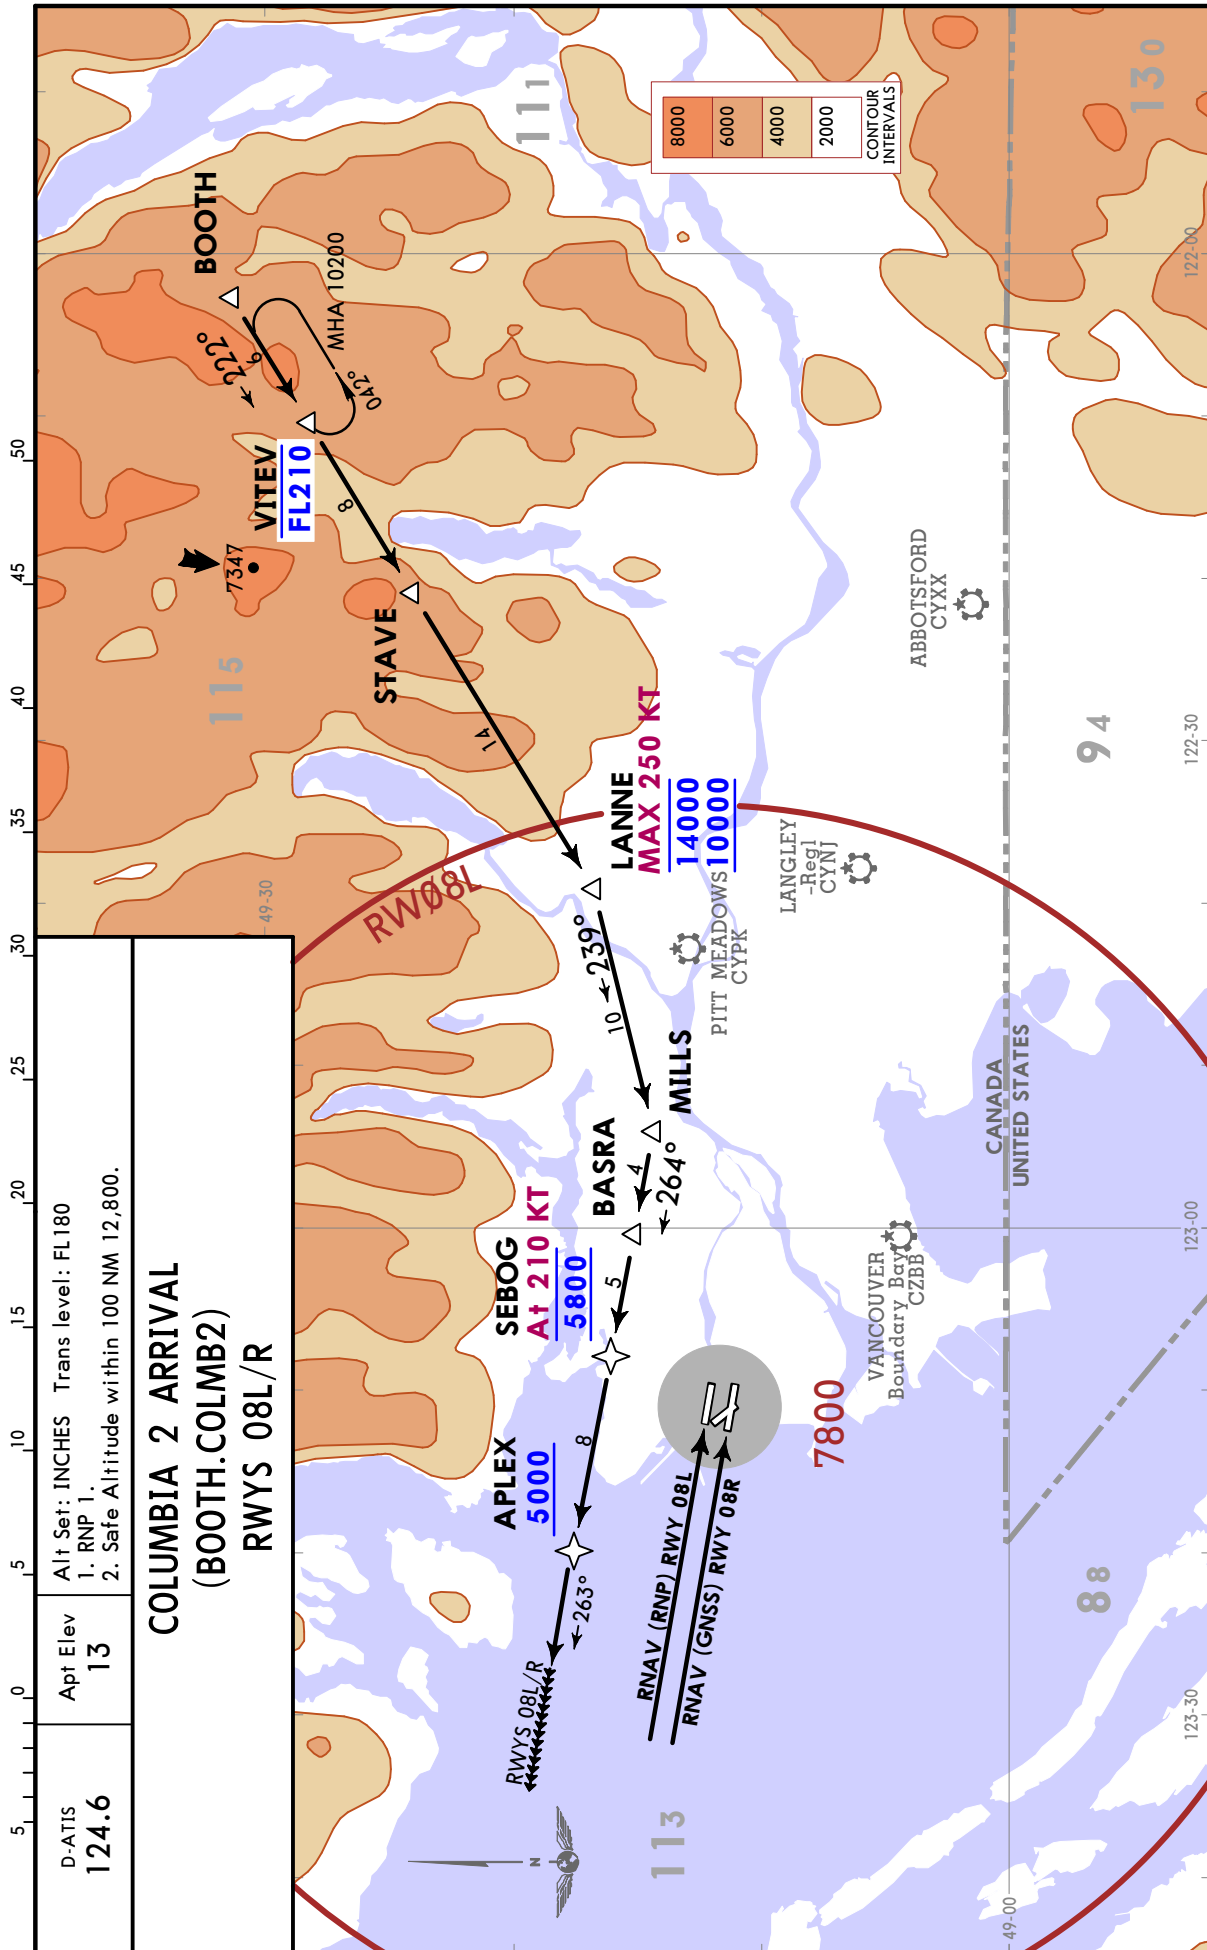 5 0 5 10 15 20 25 30 35 40 45 50
D-ATIS
124.6
Apt Elev
13
Alt Set: INCHES Trans level: FL180
1. RNP 1.
2. Safe Altitude within 100 NM 12,800.
COLUMBIA 2 ARRIVAL
(BOOTH.COLMB2)
RWYS 08L/R
BOOTH
222°
6
MHA 10200
042°
VITEV
FL210
8
7347
STAVE
14
LANNE
MAX 250 KT
14000
10000
239°
10
MILLS
4
264°
BASRA
5
SEBOG
At 210 KT
5800
8
APLEX
5000
263°
RWYS 08L/R
RNAV (RNP) RWY 08L
RNAV (GNSS) RWY 08R
RWØ8L
7800
N
111
130
115
94
88
113
8000
6000
4000
2000
CONTOUR
INTERVALS
ABBOTSFORD
CYXX
LANGLEY
-Regl
CYNJ
PITT MEADOWS
CYPK
VANCOUVER
Boundary Bay
CZBB
CANADA
UNITED STATES
49-30
49-00
122-00
122-30
123-00
123-30